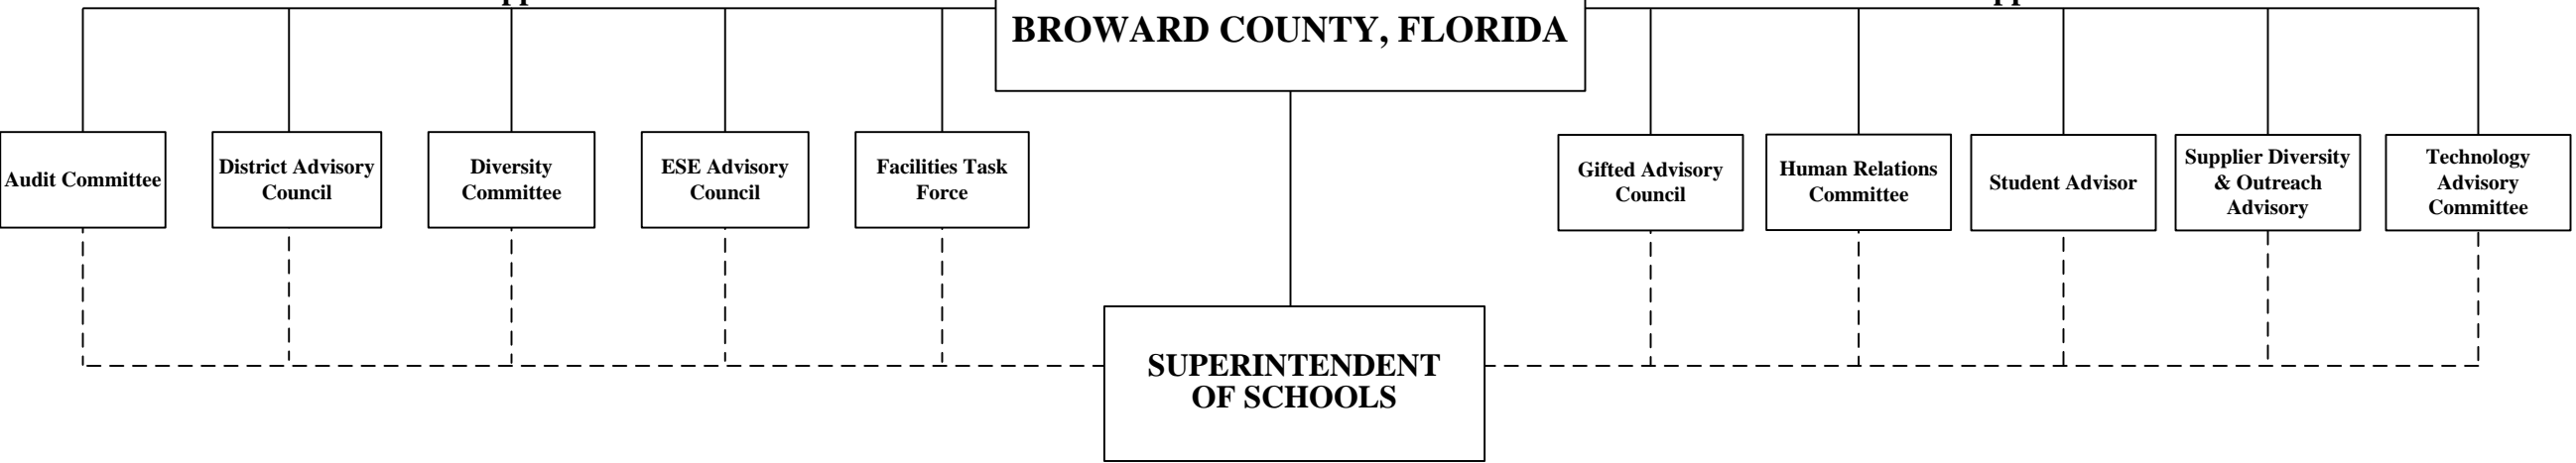 BROWARD COUNTY, FLORIDA
Audit Committee
District Advisory
Council
Diversity
Committee
ESE Advisory
Council
Facilities Task
Force
Gifted Advisory
Council
Human Relations
Committee
Student Advisor
Supplier Diversity
& Outreach
Advisory
Technology
Advisory
Committee
SUPERINTENDENT
OF SCHOOLS